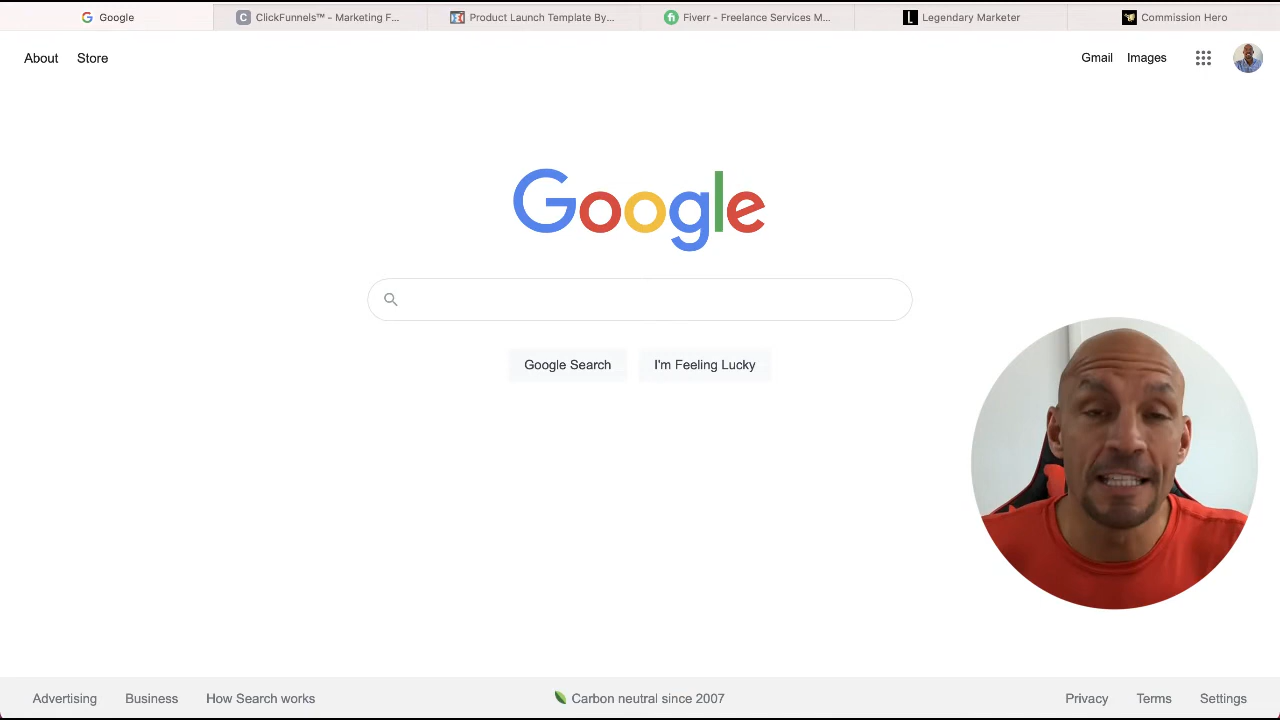 Google
ClickFunnels™ - Marketing F...
Product Launch Template By...
Fiverr - Freelance Services M...
Legendary Marketer
Commission Hero
About Store
Gmail Images
Google
Google Search I'm Feeling Lucky
Advertising Business How Search works
Carbon neutral since 2007
Privacy Terms Settings